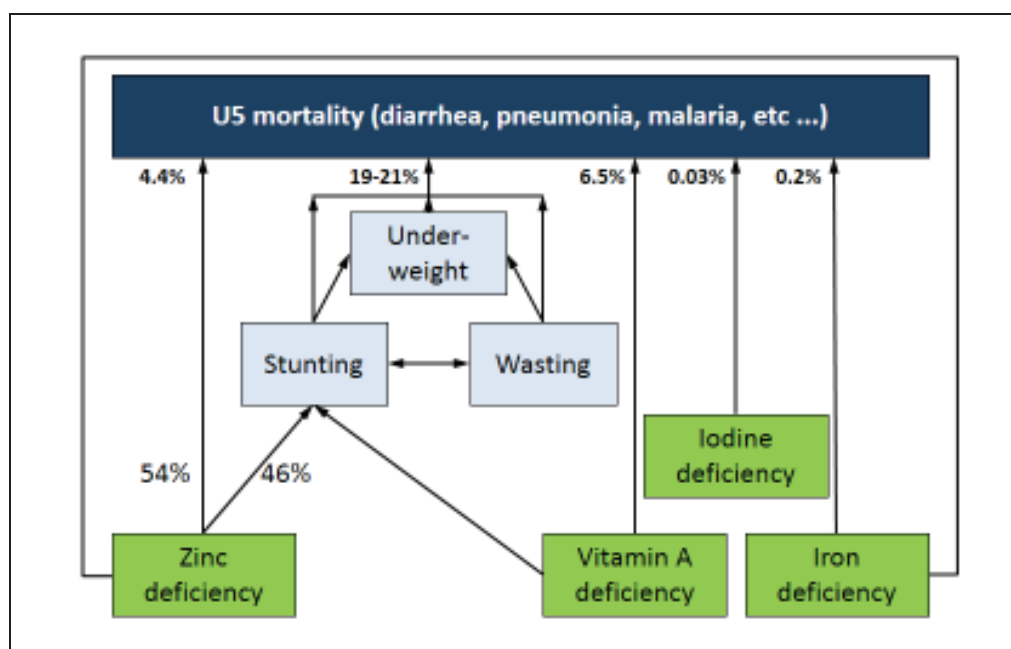 U5 mortality (diarrhea, pneumonia, malaria, etc ...)
4.4%
19-21%
6.5%
0.03%
0.2%
Under-
weight
Stunting
Wasting
Iodine
deficiency
54%
46%
Zinc
deficiency
Vitamin A
deficiency
Iron
deficiency